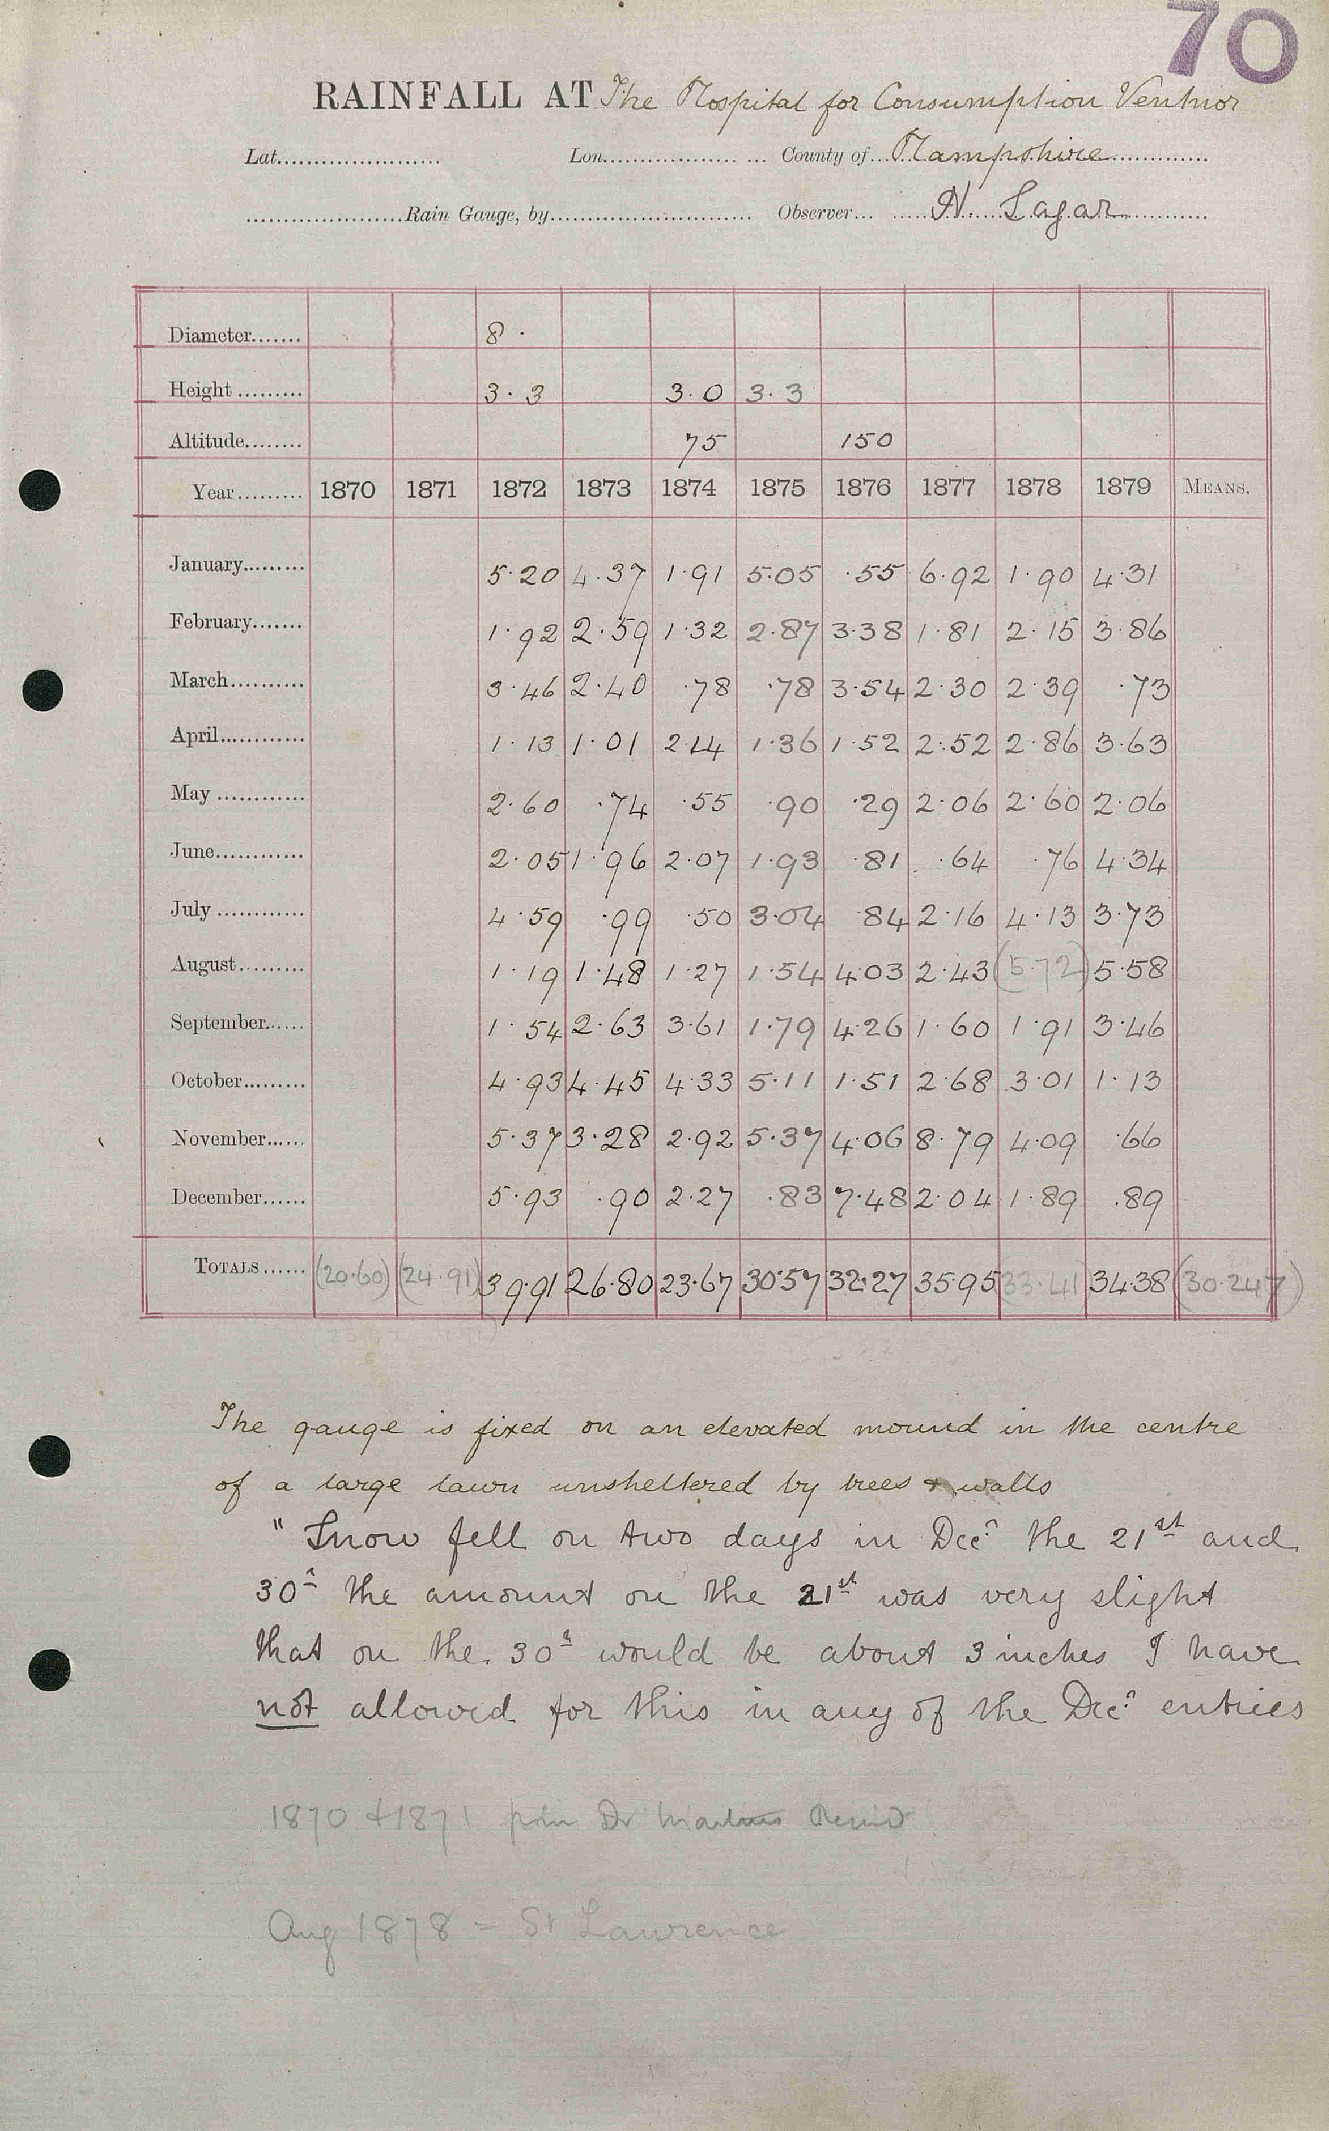 70
RAINFALL AT The Hospital for Consumption Ventnor
Lat...................... Lon.................. ... County of...Hampshire.............
.....................Rain Gauge, by........................... Observer... .....H. Sagar...........
Diameter....... 8 ·
Height ......... 3·3 3·0 3·3
Altitude........ 75 150
Year......... 1870 1871 1872 1873 1874 1875 1876 1877 1878 1879 MEANS.
January......... 5·20 4·37 1·91 5·05 ·55 6·92 1·90 4·31
February....... 1·92 2·59 1·32 2·87 3·38 1·81 2·15 3·86
March.......... 3·46 2·40 ·78 ·78 3·54 2·30 2·39 ·73
April............ 1·13 1·01 2·14 1·36 1·52 2·52 2·86 3·63
May ............ 2·60 ·74 ·55 ·90 ·29 2·06 2·60 2·06
June............ 2·05 1·96 2·07 1·93 ·81 ·64 ·76 4·34
July ............ 4·59 ·99 ·50 3·04 ·84 2·16 4·13 3·73
August.......... 1·19 1·48 1·27 1·54 4·03 2·43 (5·72) 5·58
September...... 1·54 2·63 3·61 1·79 4·26 1·60 1·91 3·46
October......... 4·93 4·45 4·33 5·11 1·51 2·68 3·01 1·13
November...... 5·37 3·28 2·92 5·37 4·06 8·79 4·09 ·66
December...... 5·93 ·90 2·27 ·83 7·48 2·04 1·89 ·89
TOTALS...... (20·60) (24·91) 39·91 26·80 23·67 30·57 32·27 35·95 33·41 34·38 (30·247)
The gauge is fixed on an elevated mound in the centre
of a large lawn unsheltered by trees & walls
" Snow fell on two days in Decr the 21st and
30th the amount on the 21st was very slight
that on the 30th would be about 3 inches I have
not allowed for this in any of the Decr entries
1870 & 1871 from Dr
Aug 1878 = St Lawrence